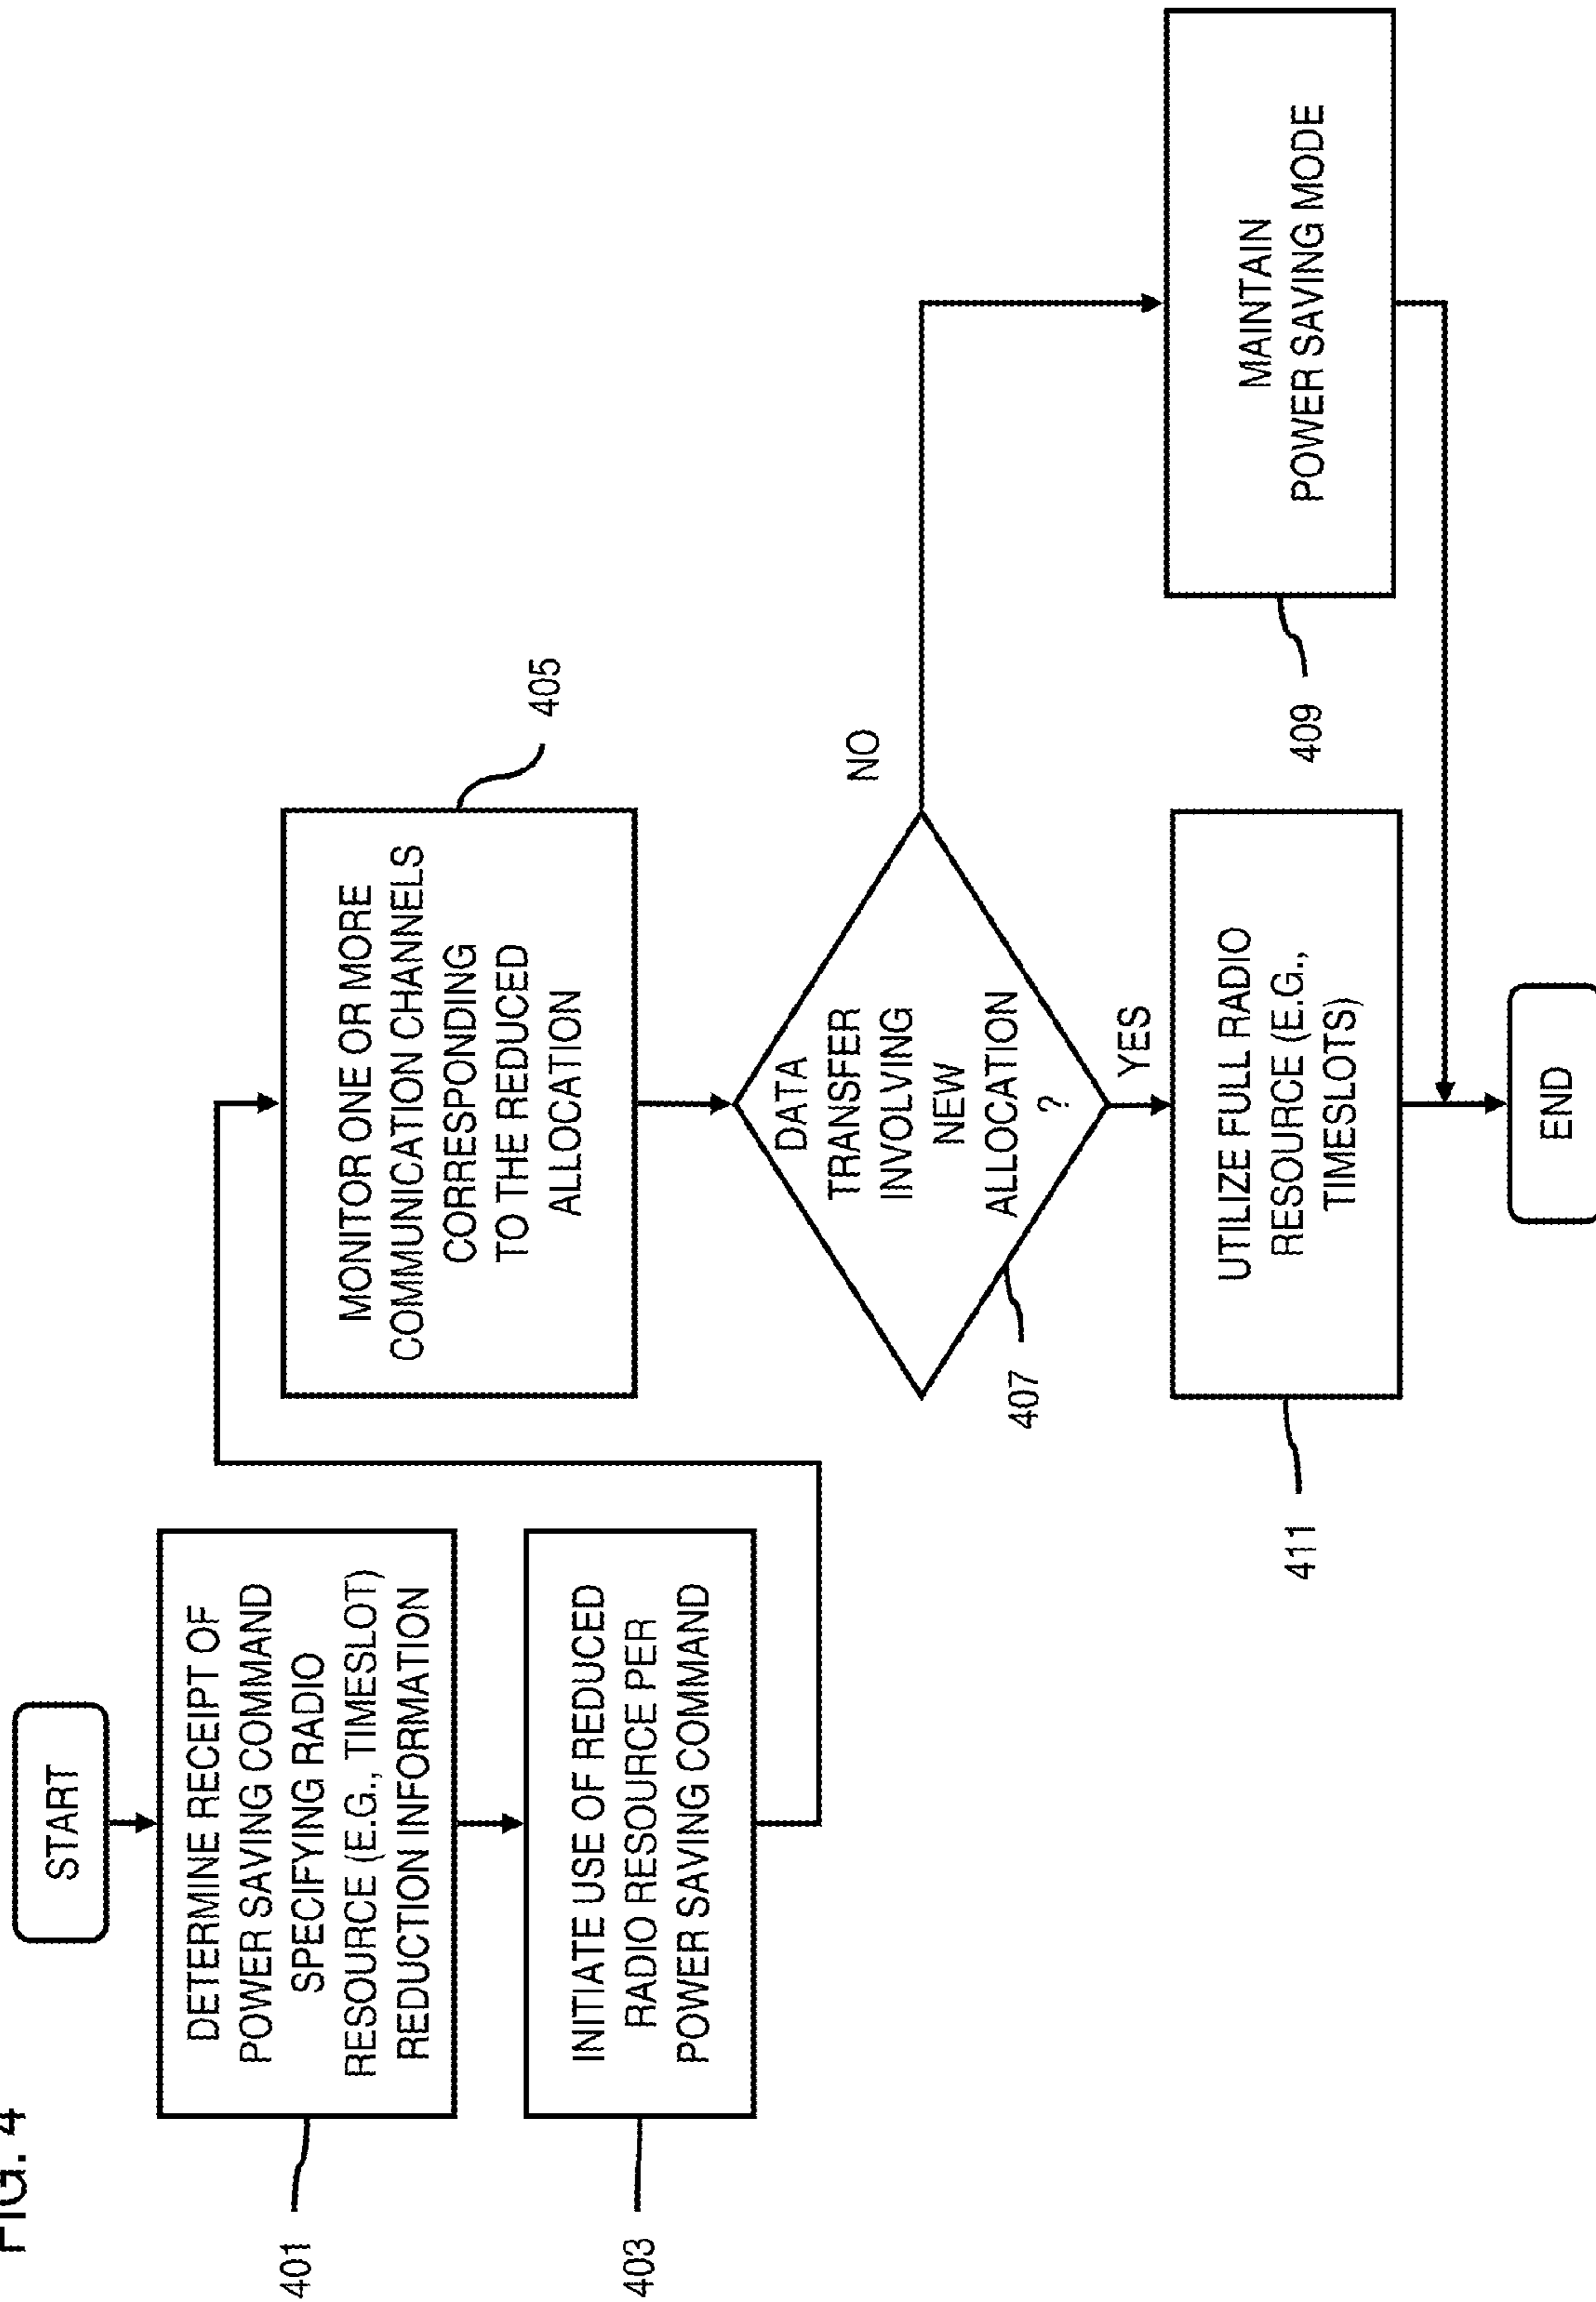 FIG. 4
START
DETERMINE RECEIPT OF
POWER SAVING COMMAND
SPECIFYING RADIO
RESOURCE (E.G., TIMESLOT)
REDUCTION INFORMATION
401
INITIATE USE OF REDUCED
RADIO RESOURCE PER
POWER SAVING COMMAND
403
MONITOR ONE OR MORE
COMMUNICATION CHANNELS
CORRESPONDING
TO THE REDUCED
ALLOCATION
405
DATA
TRANSFER
INVOLVING
NEW
ALLOCATION
?
407
NO
YES
MAINTAIN
POWER SAVING MODE
409
UTILIZE FULL RADIO
RESOURCE (E.G.,
TIMESLOTS)
411
END